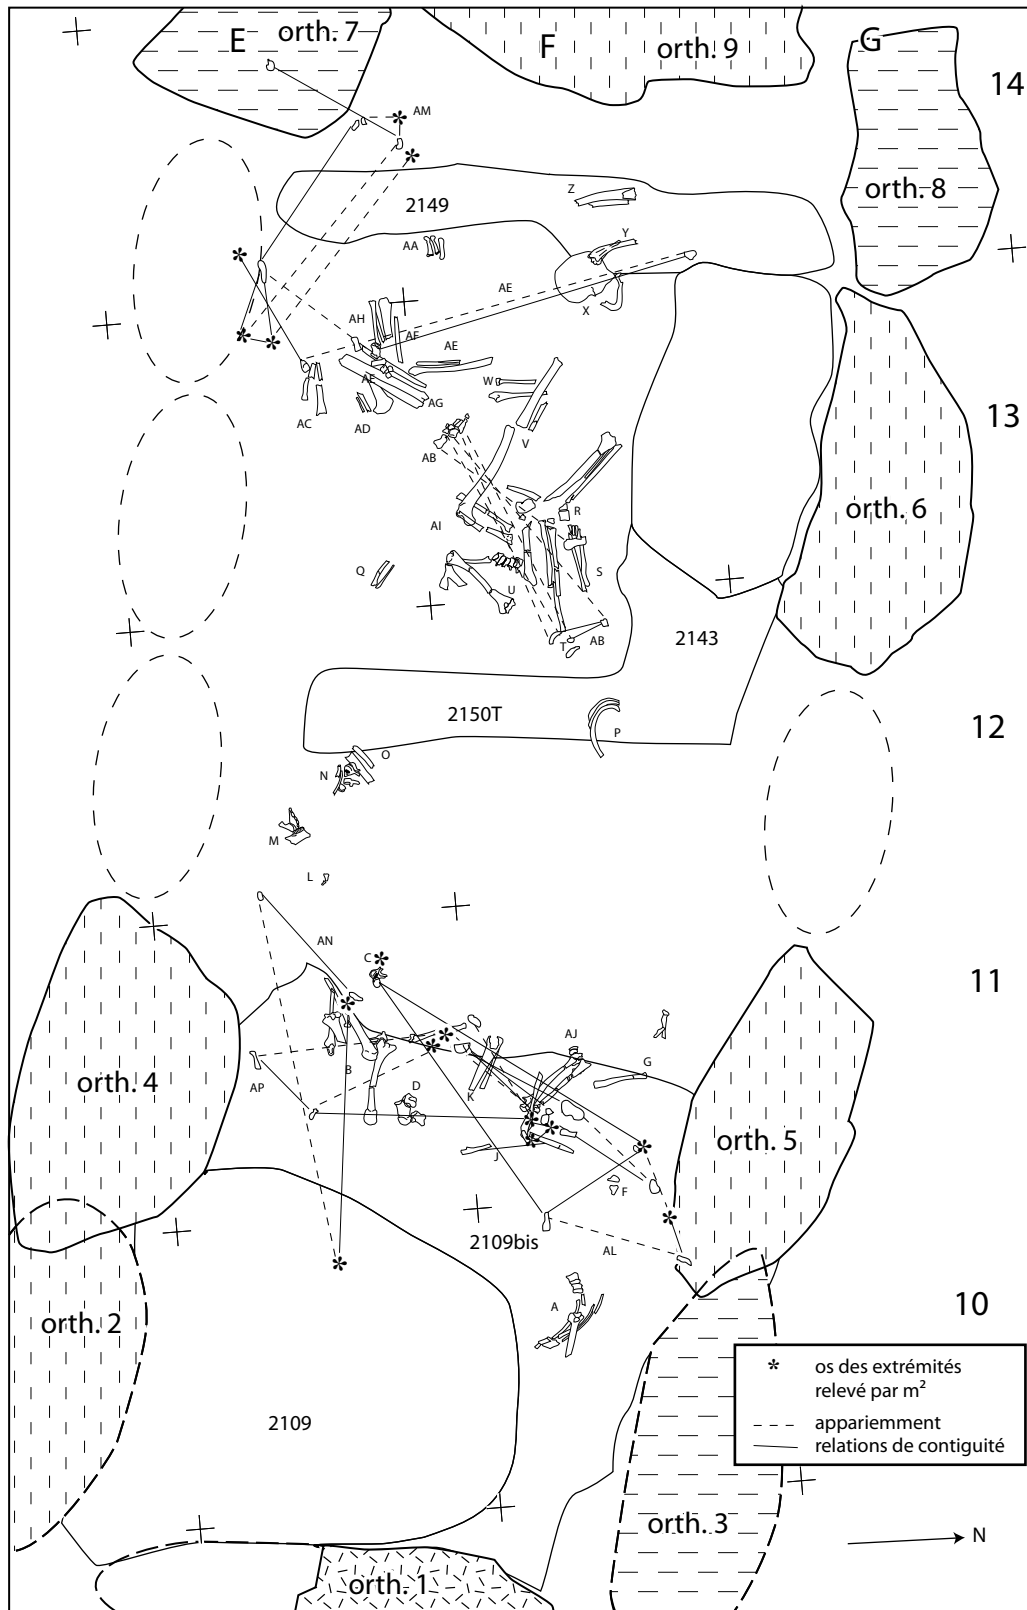 E
orth. 7
F
orth. 9
G
14
AM
orth. 8
Z
2149
Y
AA
AE
X
AH
AF
AE
AE
W
AG
AC
AD
V
13
AB
orth. 6
R
AI
Q
S
U
AB
T
2143
2150T
P
12
O
N
M
L
AN
C
11
AJ
orth. 4
G
B
AP
K
D
orth. 5
J
F
2109bis
AL
A
10
orth. 2
* os des extrémités
relevé par m²
appariemment
relations de contiguité
2109
orth. 3
N
orth. 1